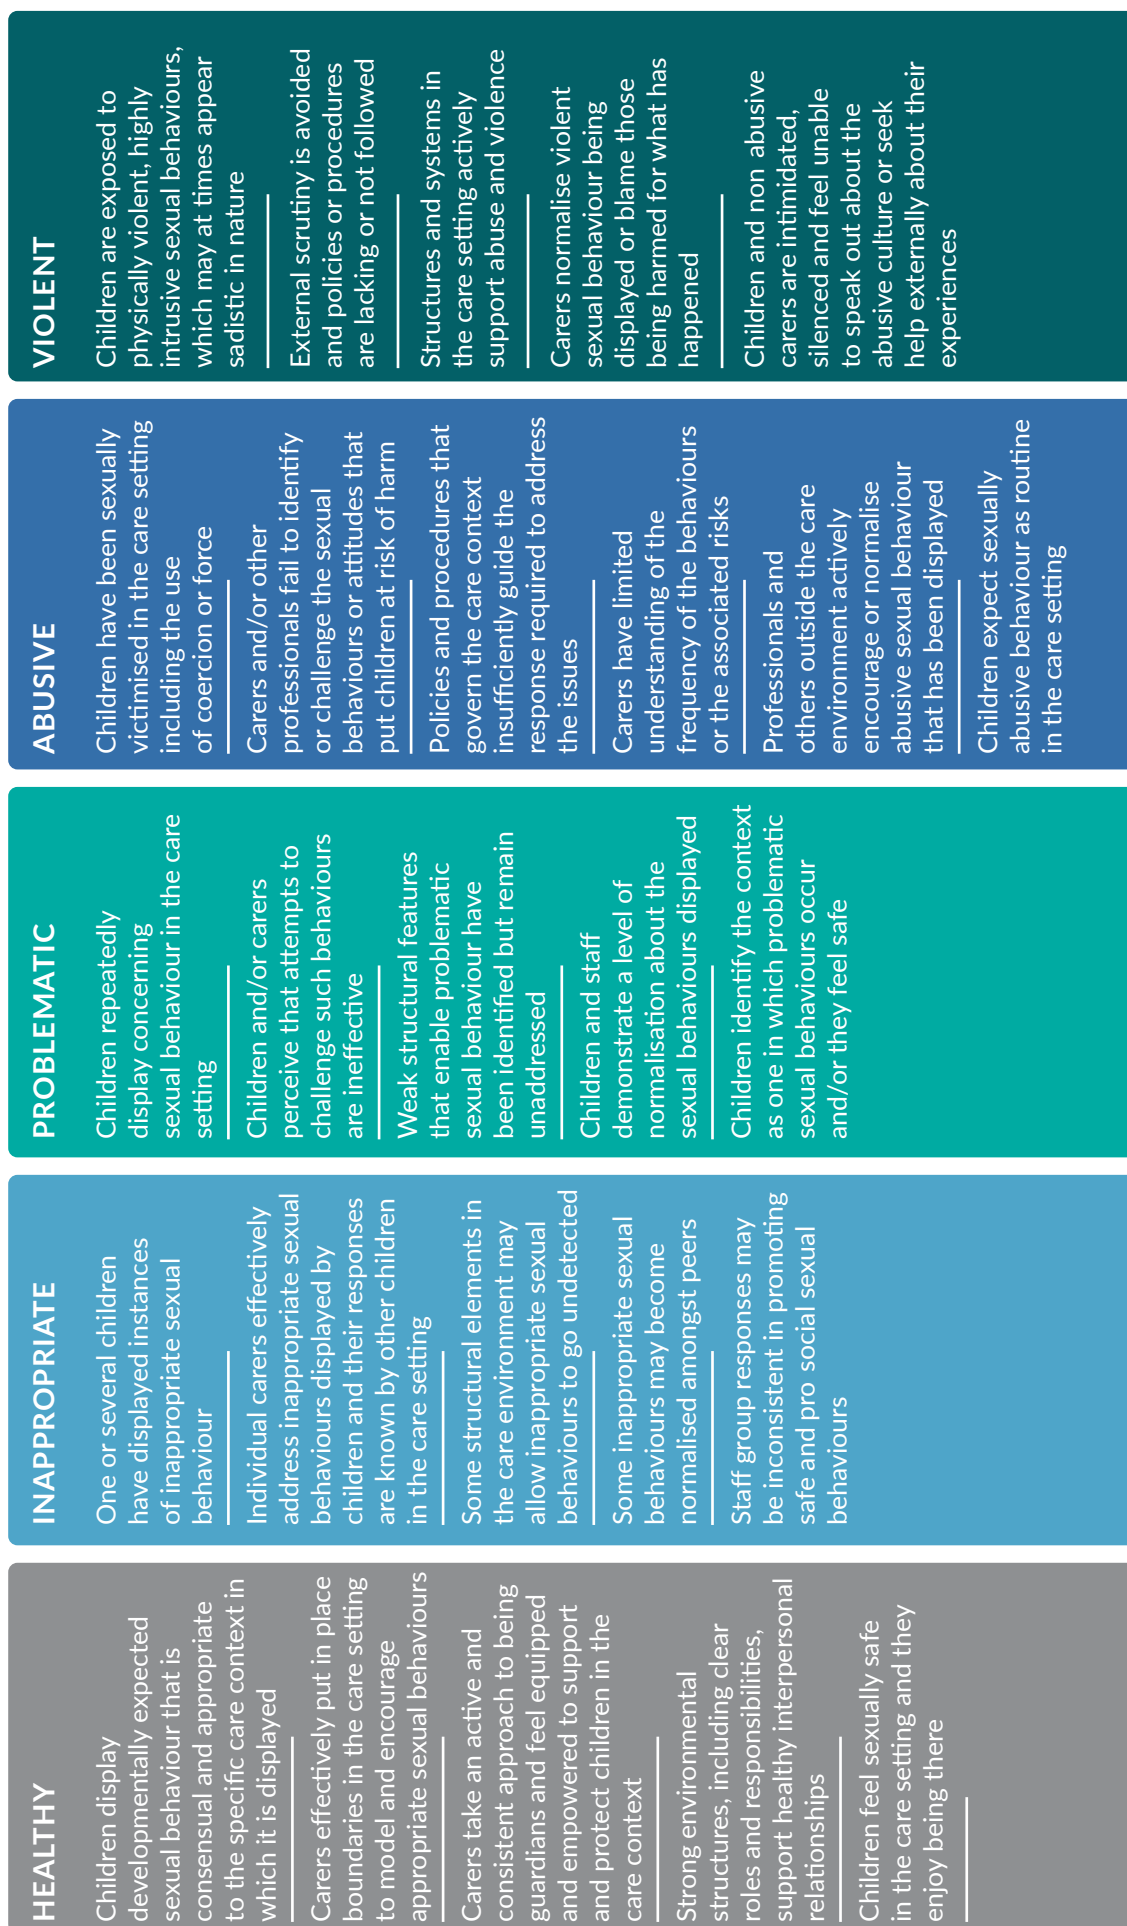 HEALTHY
Children display
developmentally expected
sexual behaviour that is
consensual and appropriate
to the specific care context in
which it is displayed
Carers effectively put in place
boundaries in the care setting
to model and encourage
appropriate sexual behaviours
Carers take an active and
consistent approach to being
guardians and feel equipped
and empowered to support
and protect children in the
care context
Strong environmental
structures, including clear
roles and responsibilities,
support healthy interpersonal
relationships
Children feel sexually safe
in the care setting and they
enjoy being there
INAPPROPRIATE
One or several children
have displayed instances
of inappropriate sexual
behaviour
Individual carers effectively
address inappropriate sexual
behaviours displayed by
children and their responses
are known by other children
in the care setting
Some structural elements in
the care environment may
allow inappropriate sexual
behaviours to go undetected
Some inappropriate sexual
behaviours may become
normalised amongst peers
Staff group responses may
be inconsistent in promoting
safe and pro social sexual
behaviours
PROBLEMATIC
Children repeatedly
display concerning
sexual behaviour in the care
setting
Children and/or carers
perceive that attempts to
challenge such behaviours
are ineffective
Weak structural features
that enable problematic
sexual behaviour have
been identified but remain
unaddressed
Children and staff
demonstrate a level of
normalisation about the
sexual behaviours displayed
Children identify the context
as one in which problematic
sexual behaviours occur
and/or they feel safe
ABUSIVE
Children have been sexually
victimised in the care setting
including the use
of coercion or force
Carers and/or other
professionals fail to identify
or challenge the sexual
behaviours or attitudes that
put children at risk of harm
Policies and procedures that
govern the care context
insufficiently guide the
response required to address
the issues
Carers have limited
understanding of the
frequency of the behaviours
or the associated risks
Professionals and
others outside the care
environment actively
encourage or normalise
abusive sexual behaviour
that has been displayed
Children expect sexually
abusive behaviour as routine
in the care setting
VIOLENT
Children are exposed to
physically violent, highly
intrusive sexual behaviours,
which may at times appear
sadistic in nature
External scrutiny is avoided
and policies or procedures
are lacking or not followed
Structures and systems in
the care setting actively
support abuse and violence
Carers normalise violent
sexual behaviour being
displayed or blame those
being harmed for what has
happened
Children and non abusive
carers are intimidated,
silenced and feel unable
to speak out about the
abusive culture or seek
help externally about their
experiences